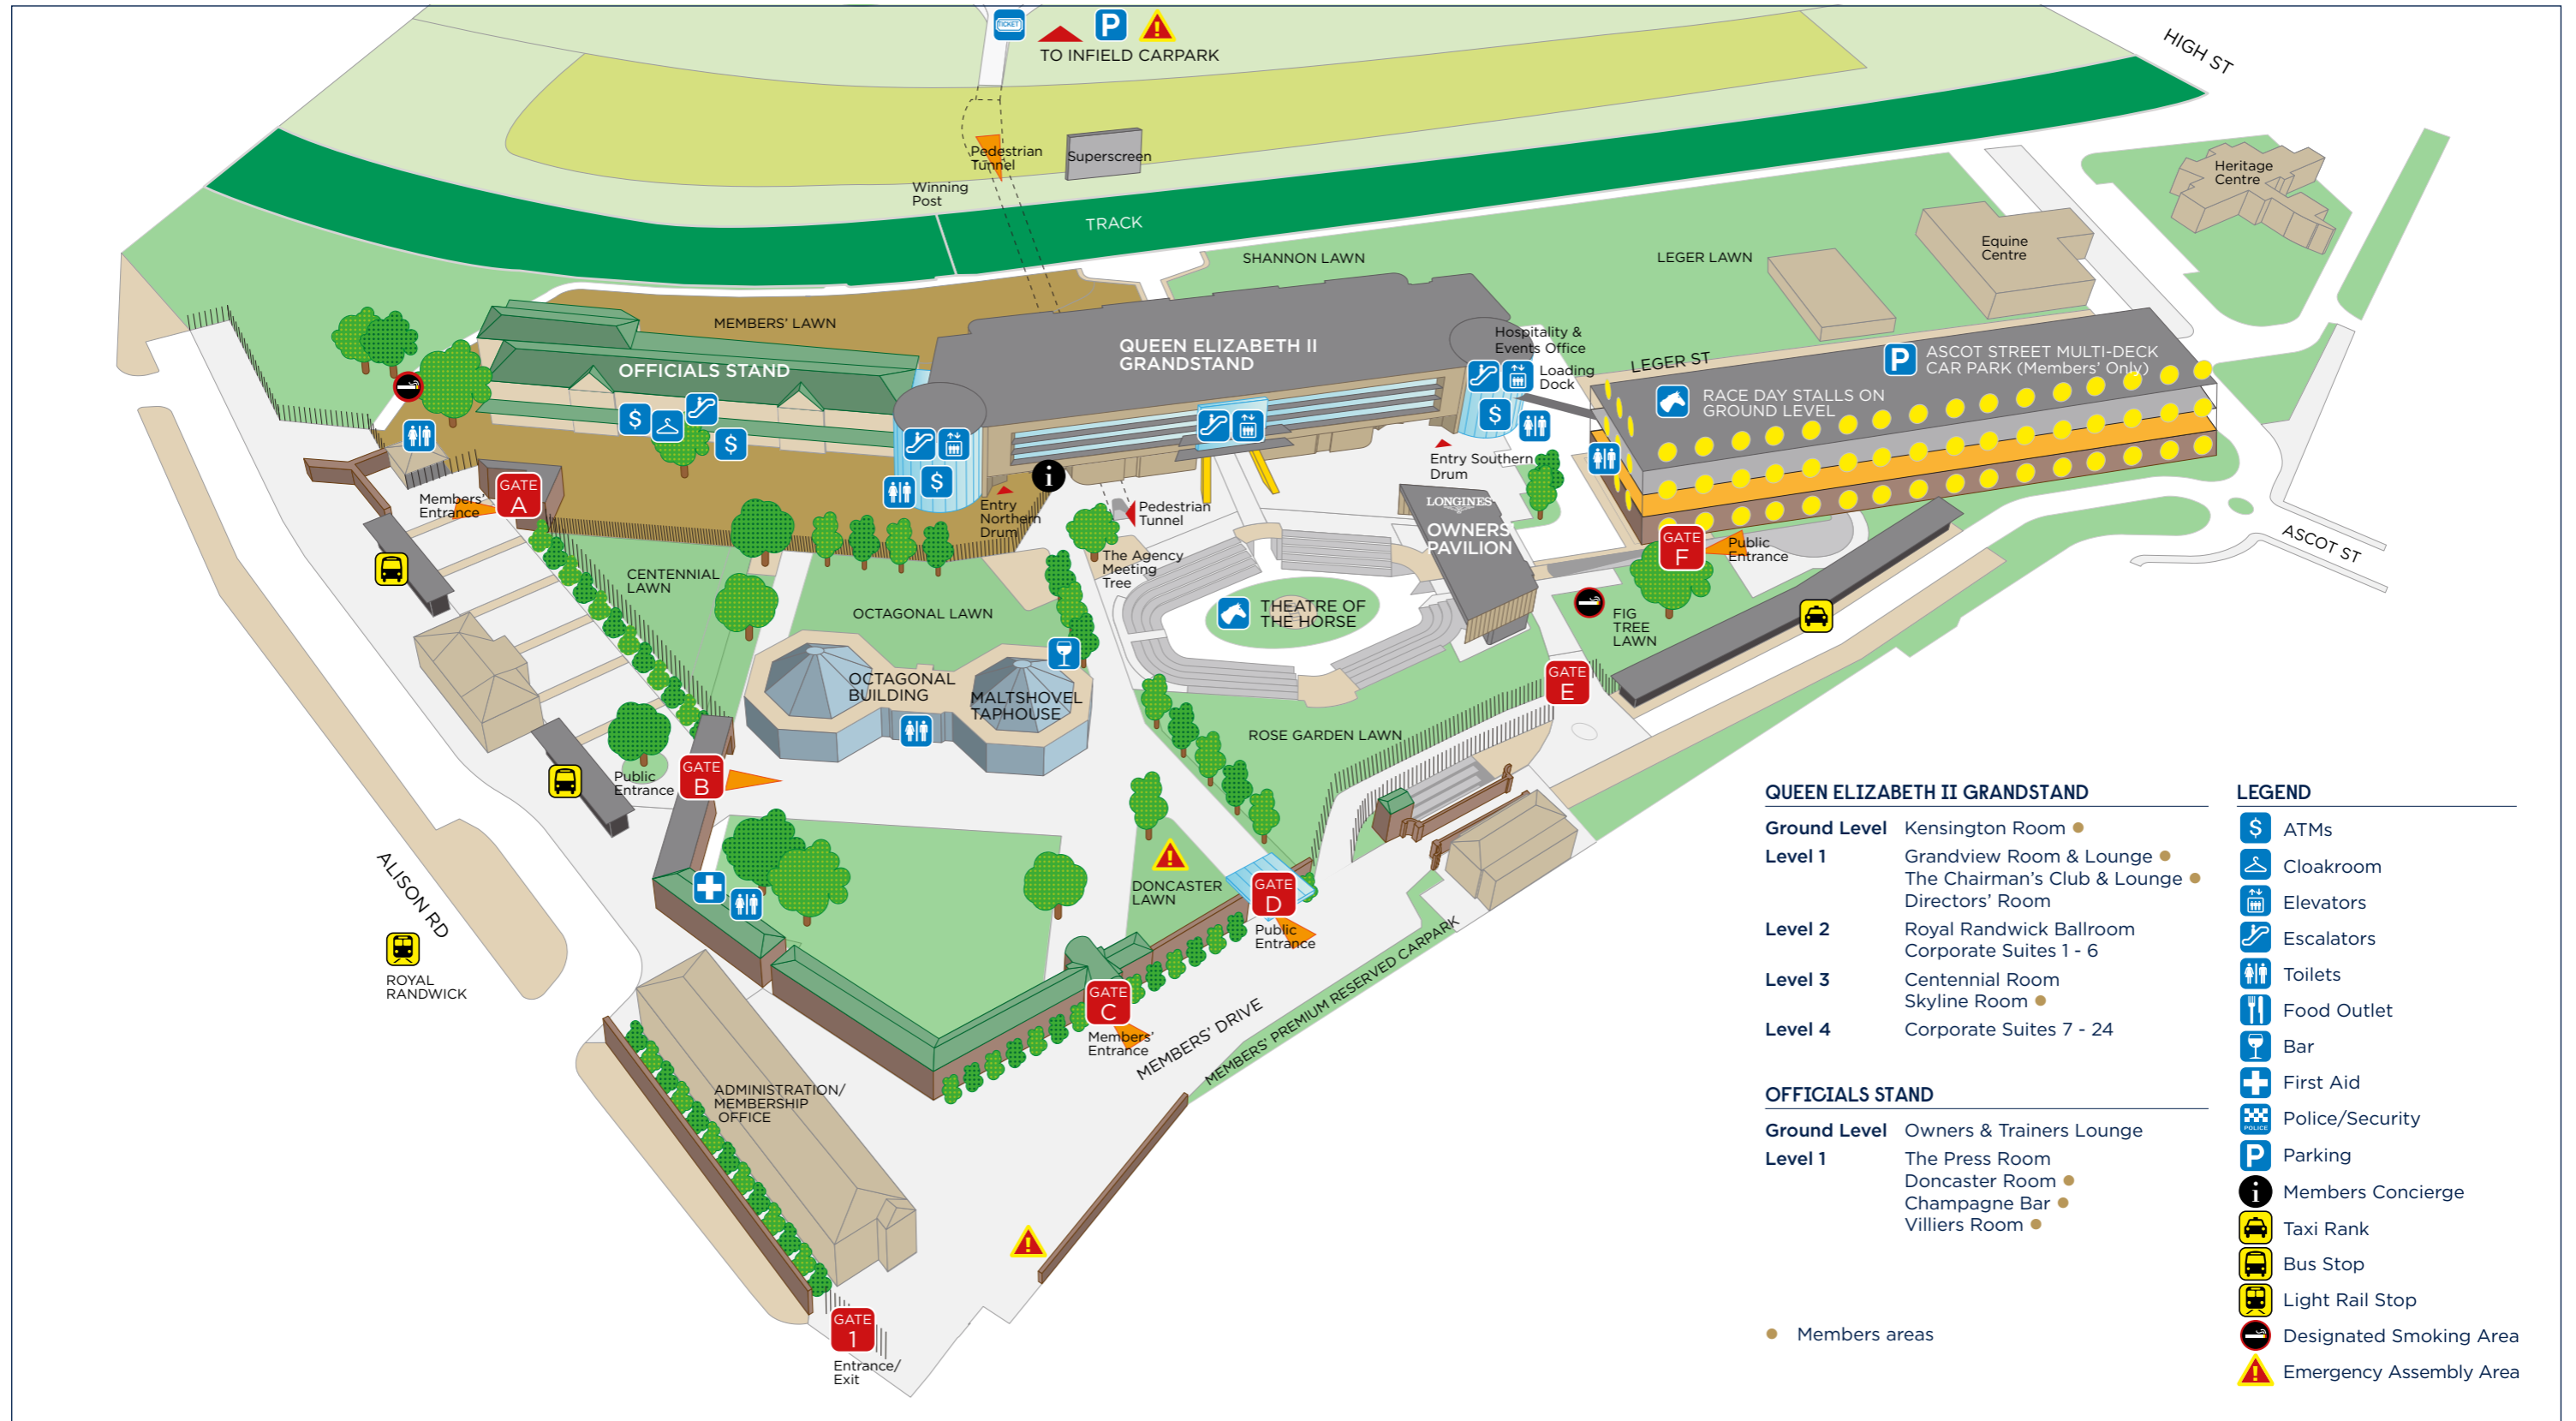 TICKET
P
TO INFIELD CARPARK
HIGH ST
Pedestrian
Tunnel
Superscreen
Winning
Post
TRACK
Heritage
Centre
Equine
Centre
SHANNON LAWN
LEGER LAWN
MEMBERS' LAWN
OFFICIALS STAND
QUEEN ELIZABETH II
GRANDSTAND
Hospitality &
Events Office
Loading
Dock
LEGER ST
P
ASCOT STREET MULTI-DECK
CAR PARK (Members' Only)
RACE DAY STALLS ON
GROUND LEVEL
$
$
$
$
i
Entry Southern
Drum
Members'
Entrance
GATE
A
Entry
Northern
Drum
Pedestrian
Tunnel
LONGINES
OWNERS
PAVILION
GATE
F
Public
Entrance
ASCOT ST
The Agency
Meeting
Tree
CENTENNIAL
LAWN
OCTAGONAL LAWN
THEATRE OF
THE HORSE
FIG
TREE
LAWN
OCTAGONAL
BUILDING
MALTSHOVEL
TAPHOUSE
GATE
E
ROSE GARDEN LAWN
Public
Entrance
GATE
B
ALISON RD
ROYAL
RANDWICK
DONCASTER
LAWN
GATE
D
Public
Entrance
GATE
C
Members'
Entrance
MEMBERS' DRIVE
MEMBERS' PREMIUM RESERVED CARPARK
ADMINISTRATION/
MEMBERSHIP
OFFICE
GATE
1
Entrance/
Exit
QUEEN ELIZABETH II GRANDSTAND
Ground Level Kensington Room
Level 1 Grandview Room & Lounge
The Chairman's Club & Lounge
Directors' Room
Level 2 Royal Randwick Ballroom
Corporate Suites 1 - 6
Level 3 Centennial Room
Skyline Room
Level 4 Corporate Suites 7 - 24
OFFICIALS STAND
Ground Level Owners & Trainers Lounge
Level 1 The Press Room
Doncaster Room
Champagne Bar
Villiers Room
Members areas
LEGEND
$ ATMs
Cloakroom
Elevators
Escalators
Toilets
Food Outlet
Bar
First Aid
POLICE Police/Security
P Parking
i Members Concierge
Taxi Rank
Bus Stop
Light Rail Stop
Designated Smoking Area
Emergency Assembly Area